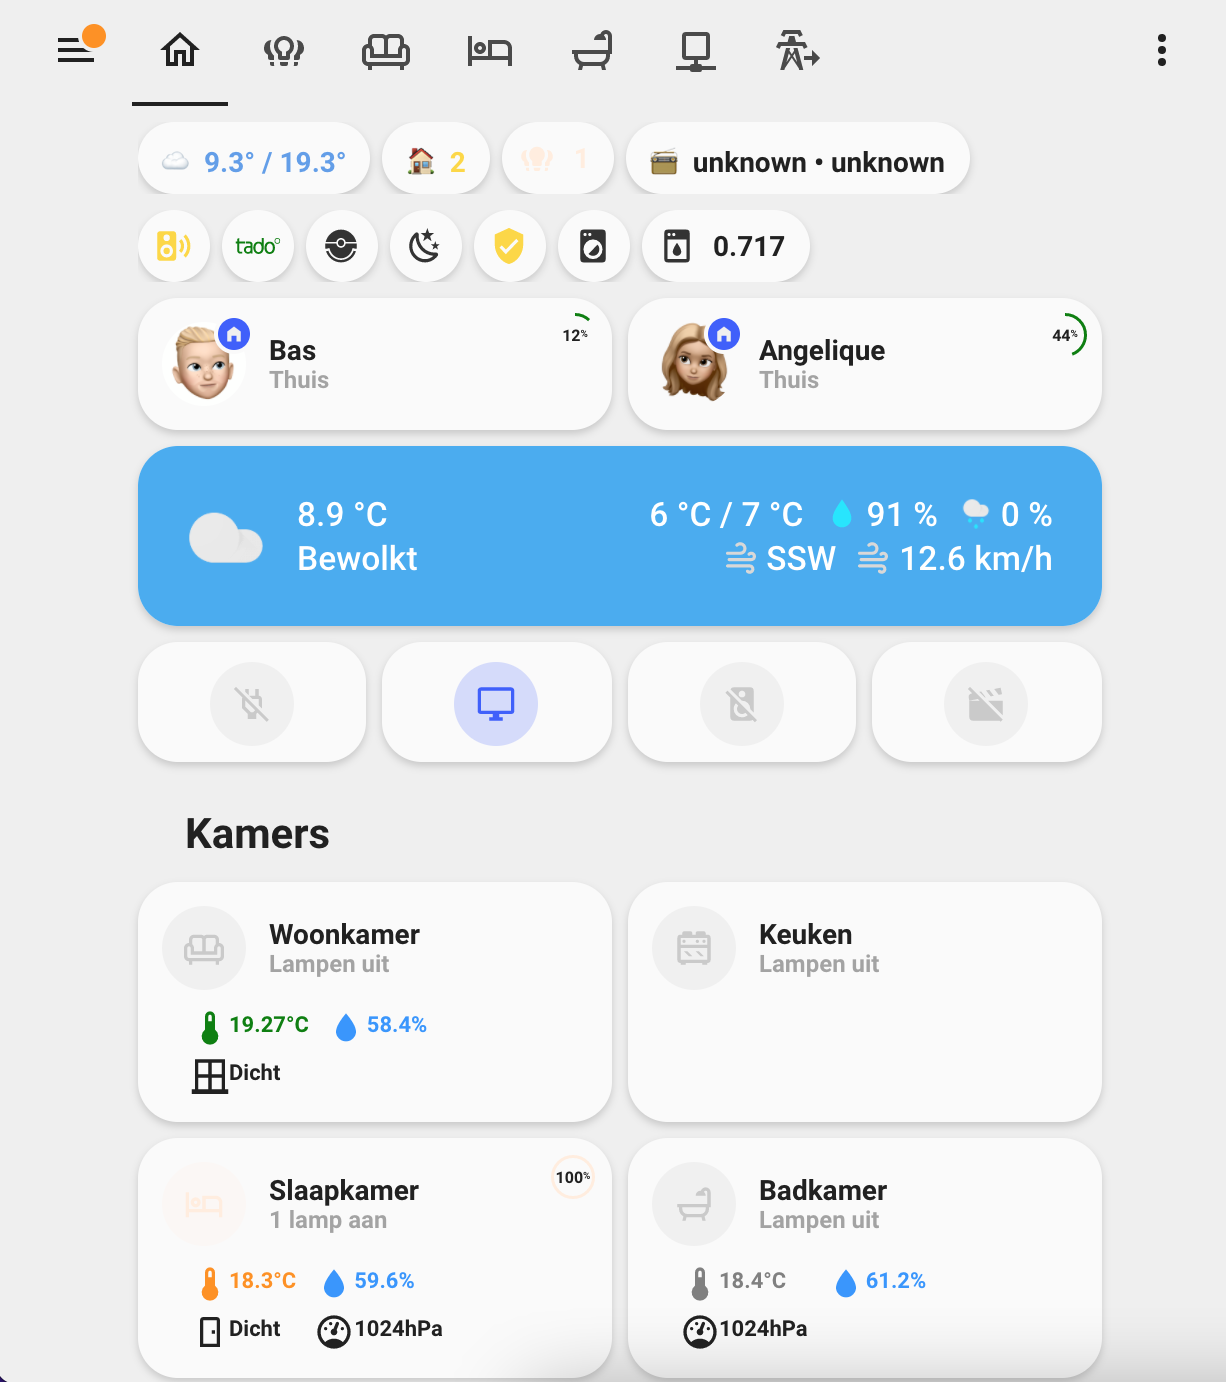 9.3° / 19.3°
2
1
unknown • unknown
tado°
0.717
Bas
Thuis
12%
Angelique
Thuis
44%
8.9 °C
Bewolkt
6 °C / 7 °C 91 % 0 %
SSW 12.6 km/h
Kamers
Woonkamer
Lampen uit
19.27°C 58.4%
Dicht
Keuken
Lampen uit
Slaapkamer
1 lamp aan
100%
18.3°C 59.6%
Dicht 1024hPa
Badkamer
Lampen uit
18.4°C 61.2%
1024hPa